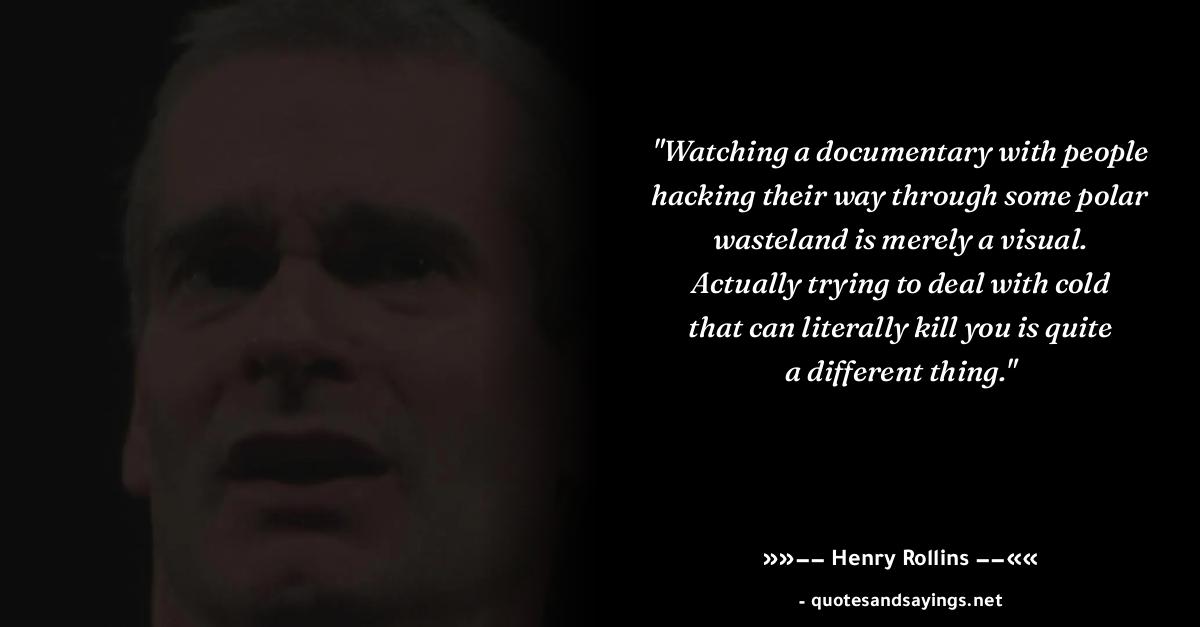 "Watching a documentary with people
hacking their way through some polar
wasteland is merely a visual.
Actually trying to deal with cold
that can literally kill you is quite
a different thing."
»»–– Henry Rollins ––««
- quotesandsayings.net